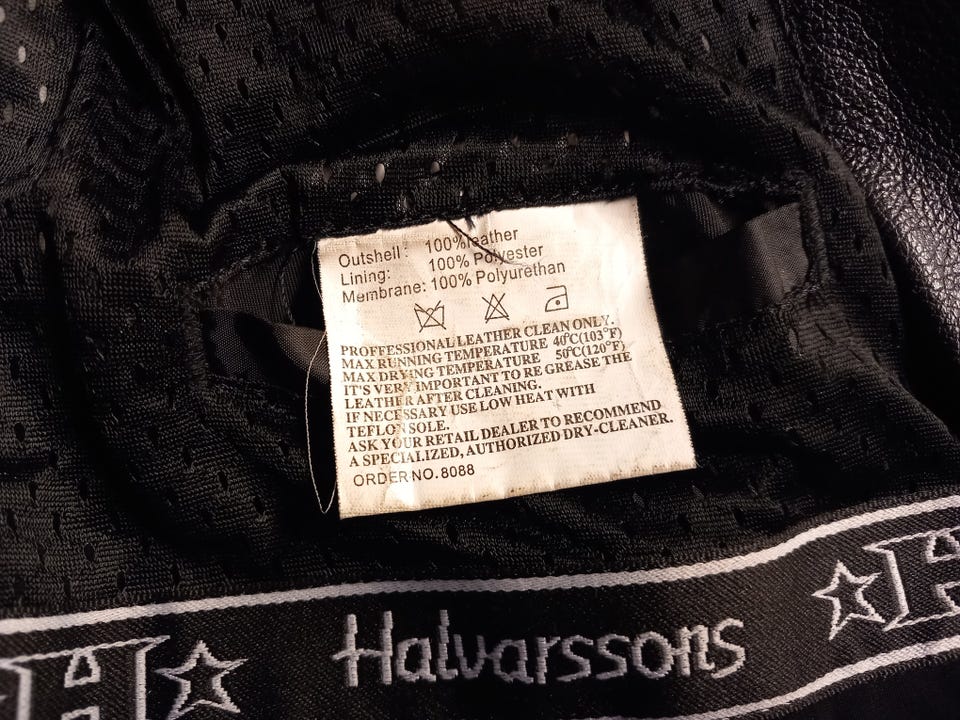 Outshell: 100%leather
Lining: 100% Polyester
Membrane: 100% Polyurethan
PROFFESSIONAL LEATHER CLEAN ONLY.
MAX RUNNING TEMPERATURE 40°C(103°F)
MAX DRYING TEMPERATURE 50°C(120°F)
IT'S VERY IMPORTANT TO RE GREASE THE
LEATHER AFTER CLEANING.
IF NECESSARY USE LOW HEAT WITH
TEFLON SOLE.
ASK YOUR RETAIL DEALER TO RECOMMEND
A SPECIALIZED, AUTHORIZED DRY-CLEANER.
ORDER NO.8088
H Halvarssons H